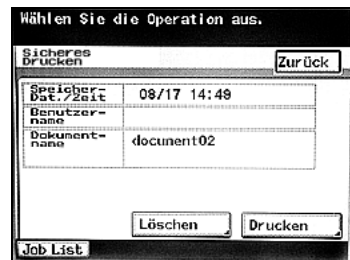 Wählen Sie die Operation aus.
Sicheres
Drucken
Zurück
Speicher-
Dat./Zeit
08/17 14:49
Benutzer-
name
Dokument-
name
document02
Löschen
Drucken
Job List